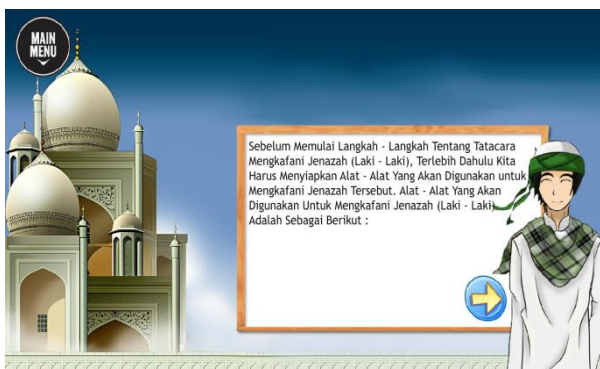 MAIN
MENU
Sebelum Memulai Langkah - Langkah Tentang Tatacara
Mengkafani Jenazah (Laki - Laki), Terlebih Dahulu Kita
Harus Menyiapkan Alat - Alat Yang Akan Digunakan untuk
Mengkafani Jenazah Tersebut. Alat - Alat Yang Akan
Digunakan Untuk Mengkafani Jenazah (Laki - Laki)
Adalah Sebagai Berikut :